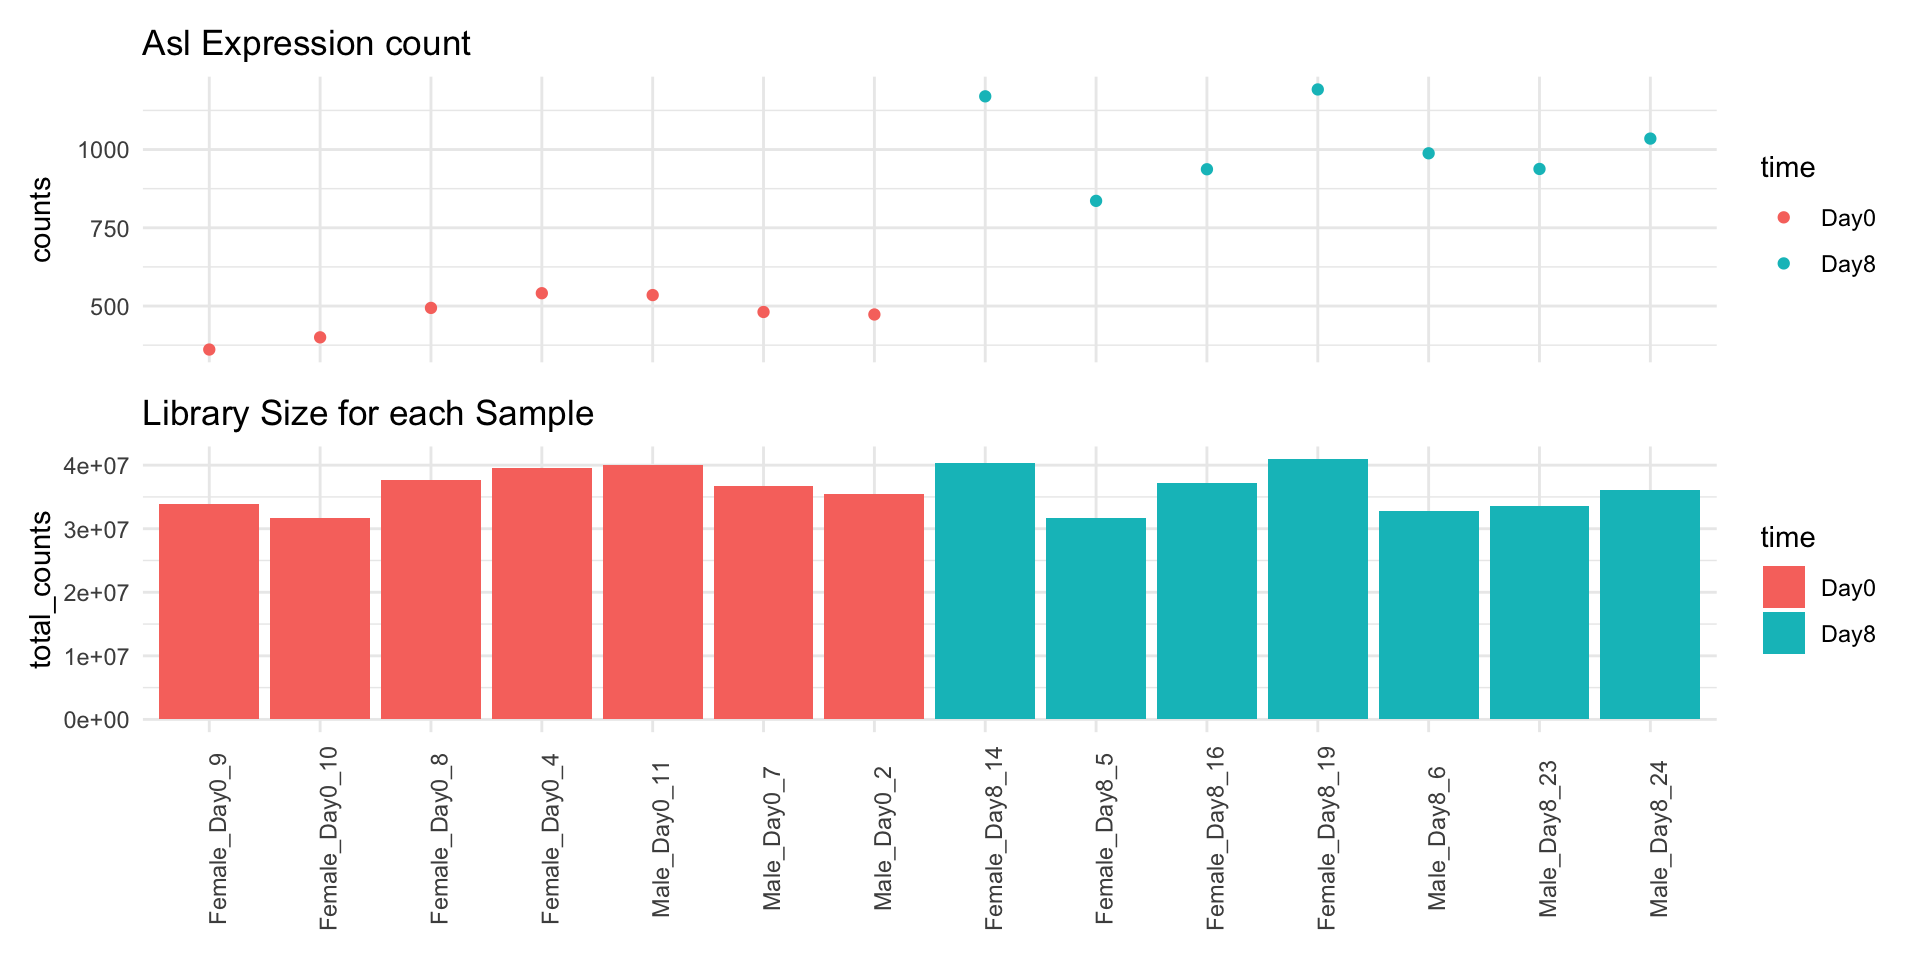 Asl Expression count
counts
1000
750
500
time
Day0
Day8
Library Size for each Sample
total_counts
4e+07
3e+07
2e+07
1e+07
0e+00
time
Day0
Day8
Female_Day0_9
Female_Day0_10
Female_Day0_8
Female_Day0_4
Male_Day0_11
Male_Day0_7
Male_Day0_2
Female_Day8_14
Female_Day8_5
Female_Day8_16
Female_Day8_19
Male_Day8_6
Male_Day8_23
Male_Day8_24